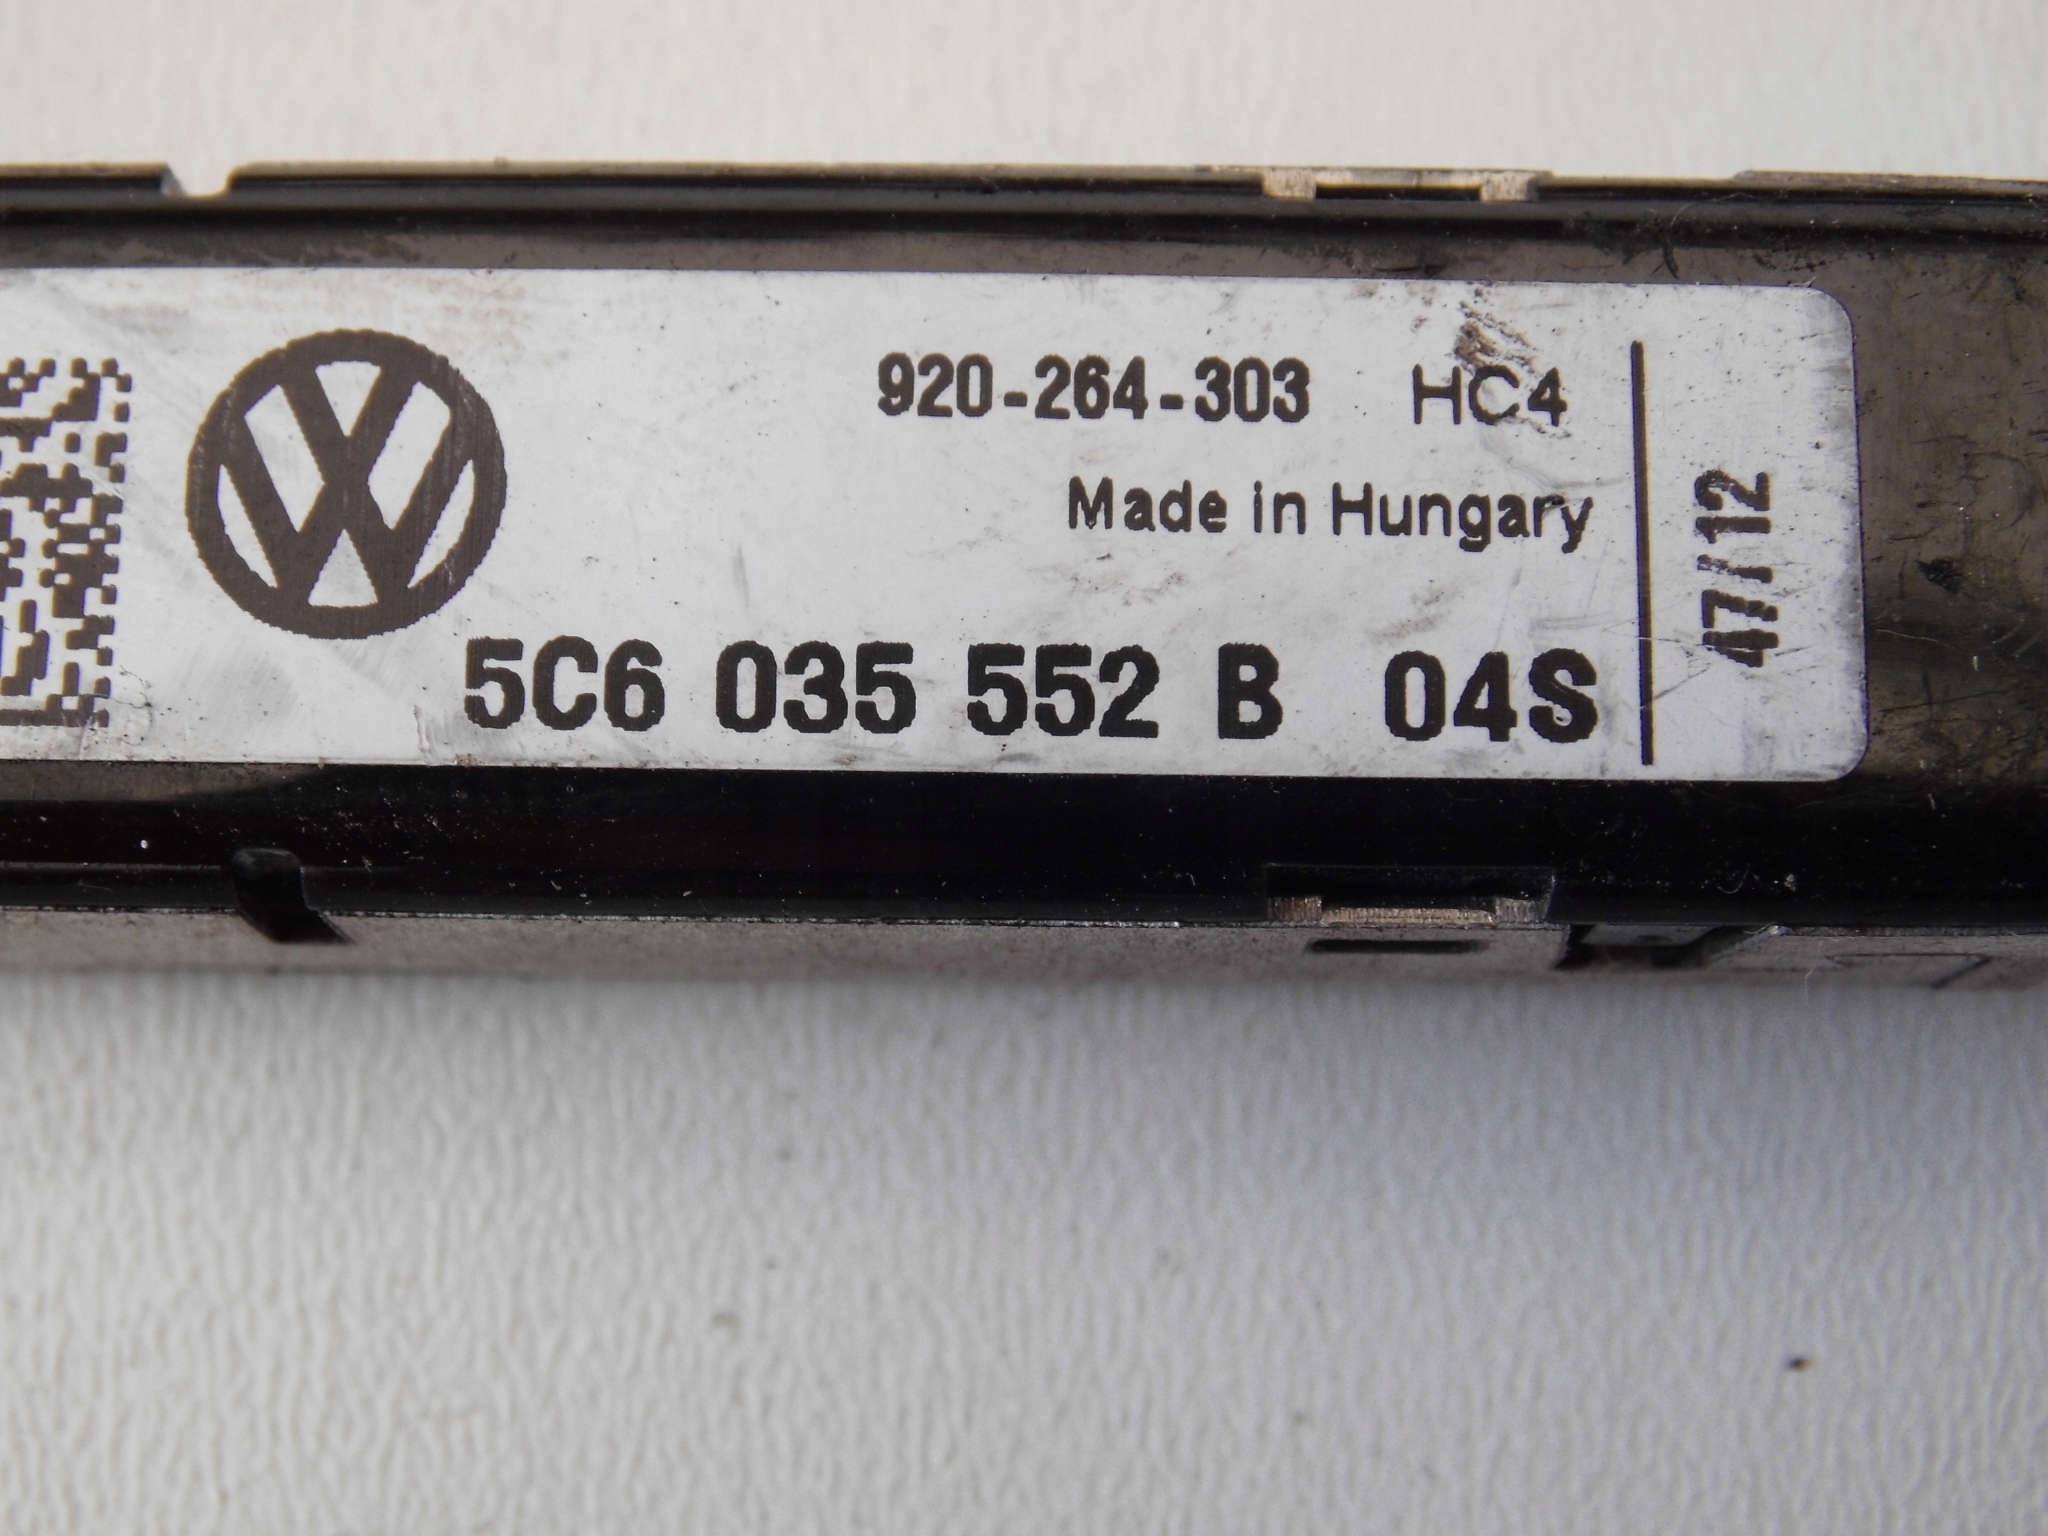 920-264-303 HC4
Made in Hungary
5C6 035 552 B 04S
47/12